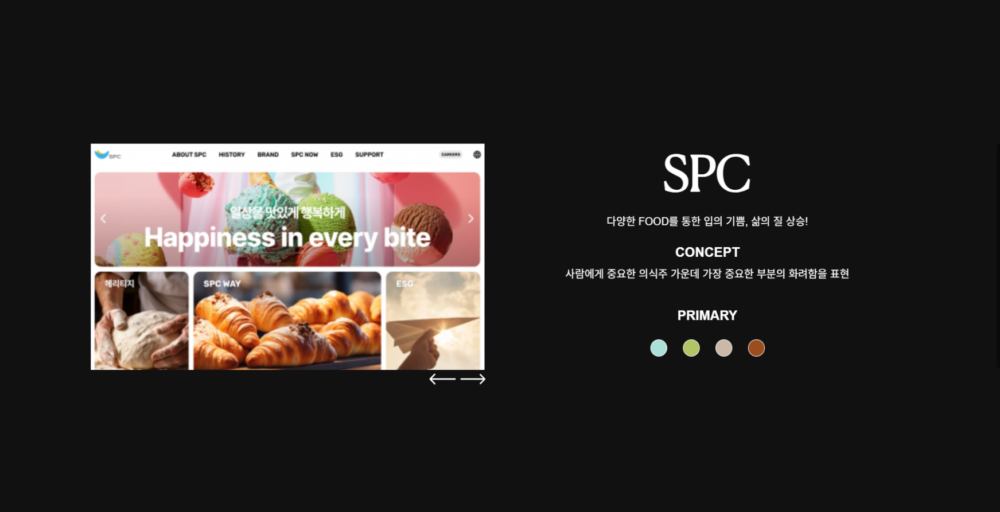 SPC
ABOUT SPC HISTORY BRAND SPC NOW ESG SUPPORT CAREERS
일상을 맛있게 행복하게
Happiness in every bite
헤리티지
SPC WAY
ESG
SPC
다양한 FOOD를 통한 입의 기쁨, 삶의 질 상승!
CONCEPT
사람에게 중요한 의식주 가운데 가장 중요한 부분의 화려함을 표현
PRIMARY